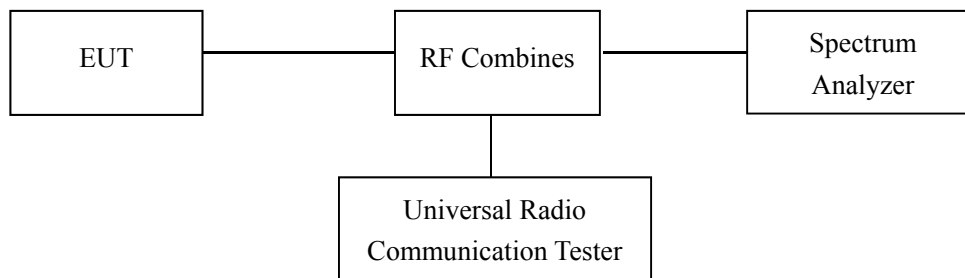 EUT
RF Combines
Spectrum
Analyzer
Universal Radio
Communication Tester